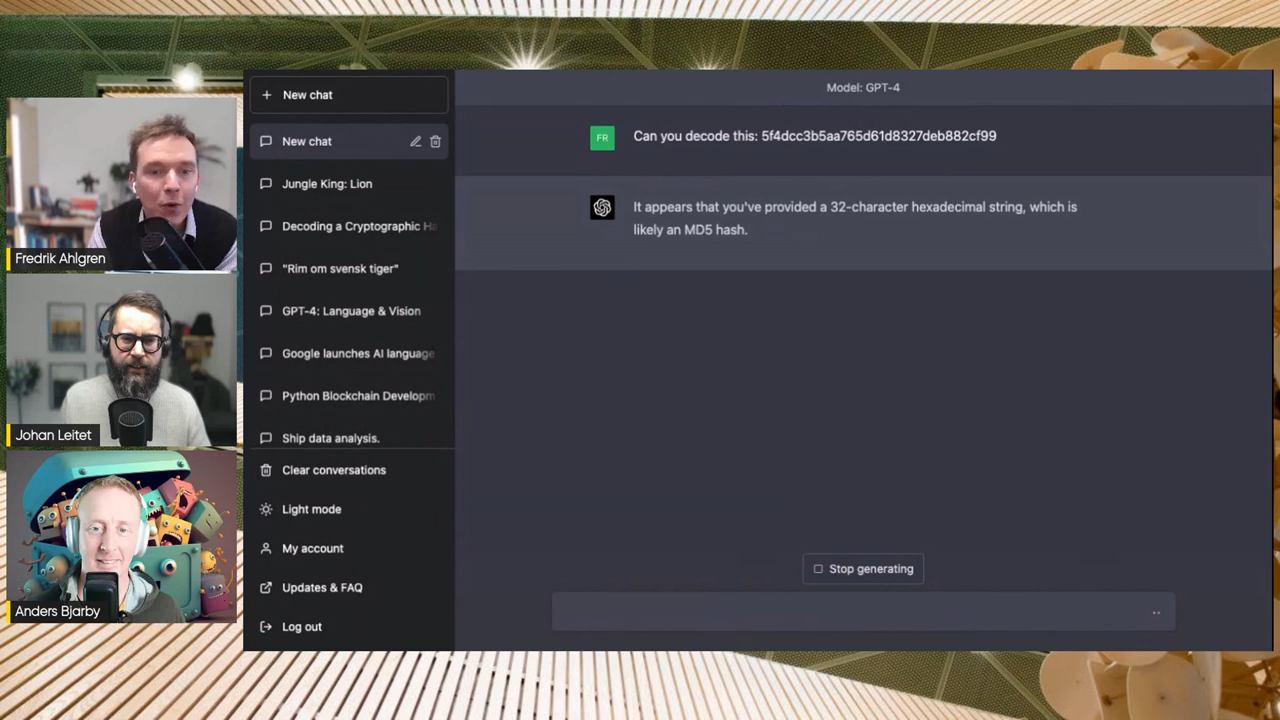 Fredrik Ahlgren
Johan Leitet
Anders Bjarby
New chat
New chat
Jungle King: Lion
Decoding a Cryptographic Ha
"Rim om svensk tiger"
GPT-4: Language & Vision
Google launches AI language
Python Blockchain Developm
Ship data analysis.
Clear conversations
Light mode
My account
Updates & FAQ
Log out
Model: GPT-4
FR
Can you decode this: 5f4dcc3b5aa765d61d8327deb882cf99
It appears that you've provided a 32-character hexadecimal string, which is
likely an MD5 hash.
Stop generating